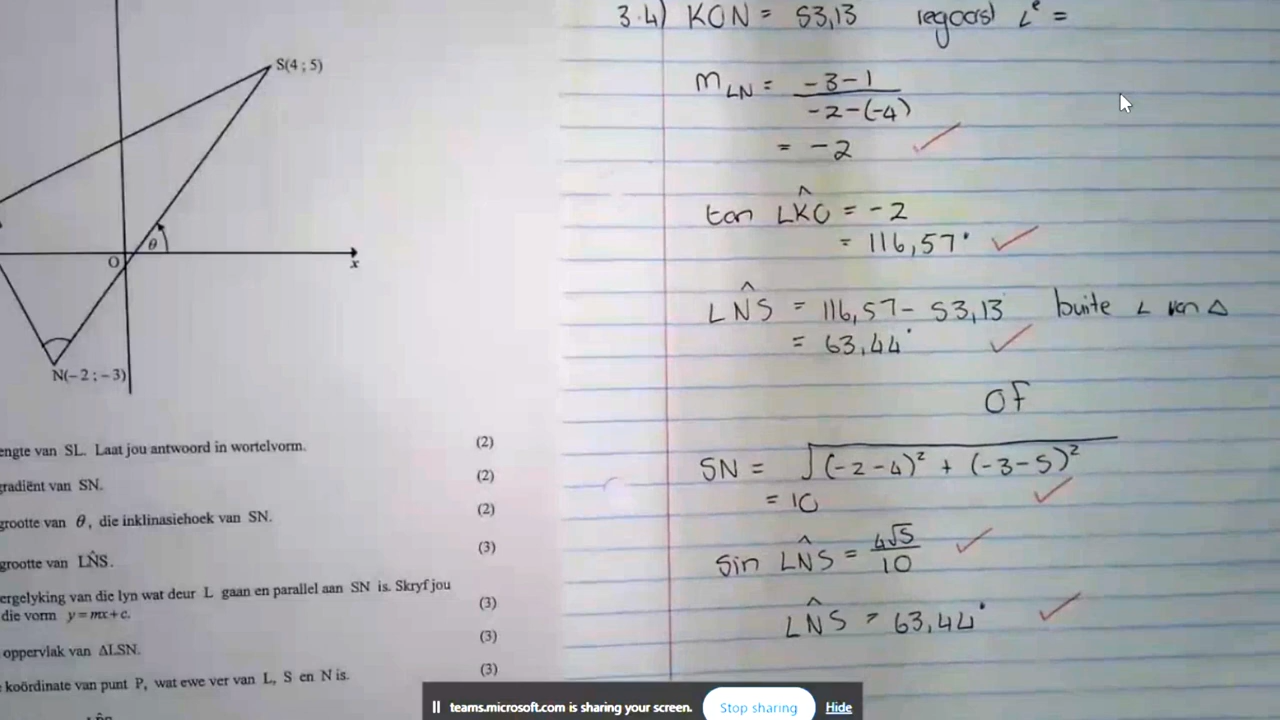 S(4 ; 5)
θ
O
x
N(−2 ; −3)
engte van SL. Laat jou antwoord in wortelvorm. (2)
gradiënt van SN. (2)
grootte van θ, die inklinasiehoek van SN. (2)
grootte van LN̂S. (3)
ergelyking van die lyn wat deur L gaan en parallel aan SN is. Skryf jou
die vorm y = mx + c. (3)
oppervlak van ΔLSN. (3)
koördinate van punt P, wat ewe ver van L, S en N is. (3)
3.4) KON = 53,13 regoorst ∠ᵉ =
m_LN = (−3−1)/(−2−(−4))
= −2
tan LK̂O = −2
= 116,57°
LN̂S = 116,57 − 53,13 buite ∠ van Δ
= 63,44°
OF
SN = √((−2−4)² + (−3−5)²)
= 10
sin LN̂S = 4√5/10
LN̂S = 63,44°
teams.microsoft.com is sharing your screen. Stop sharing Hide